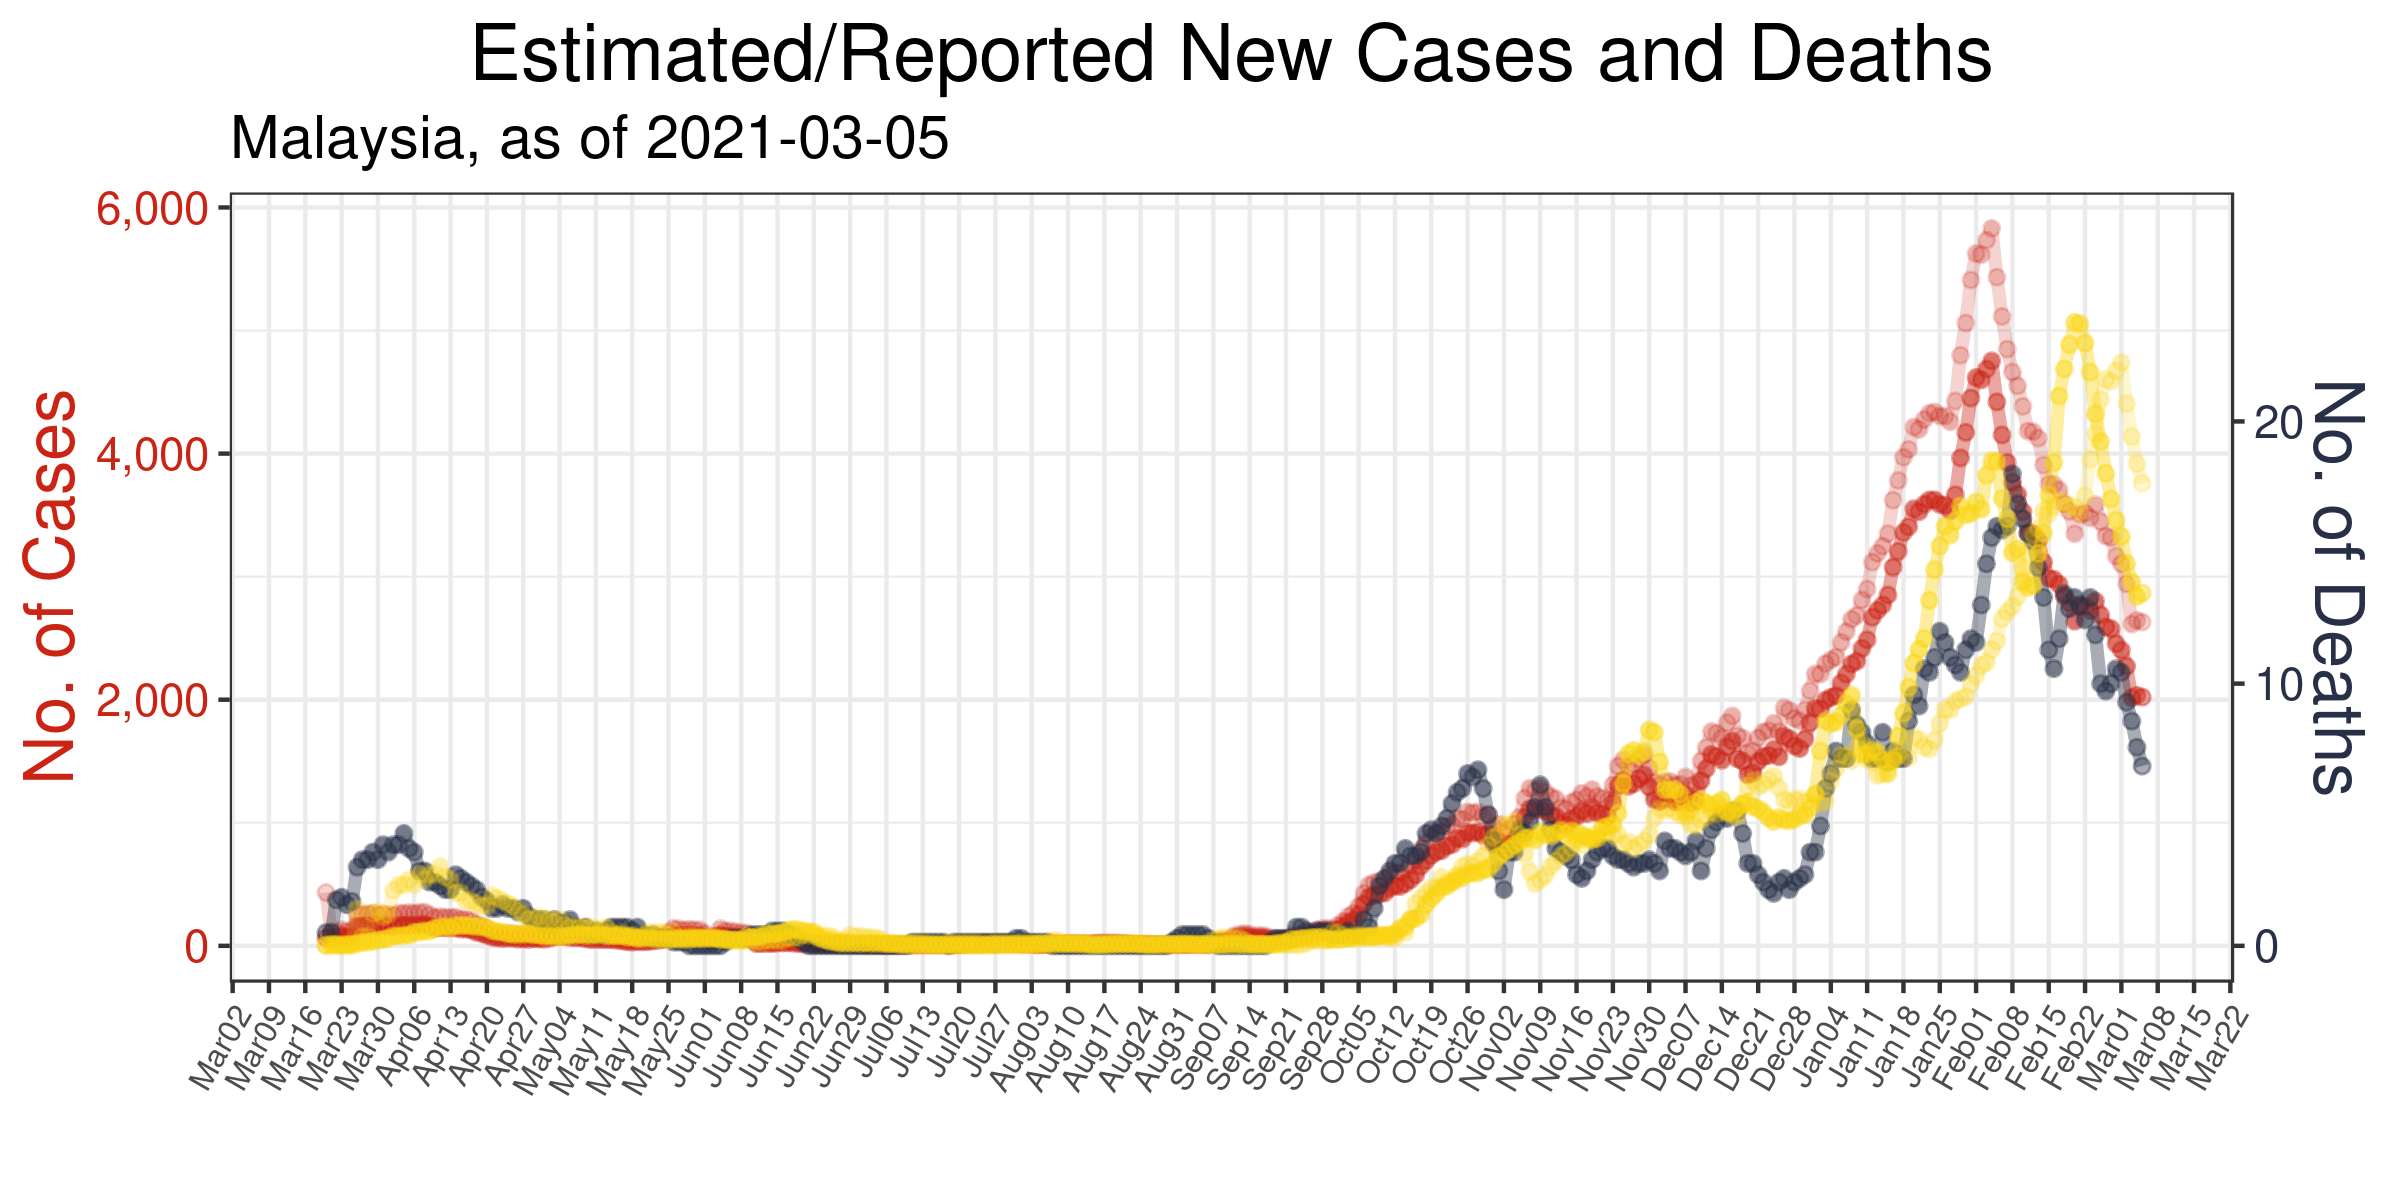 Estimated/Reported New Cases and Deaths
Malaysia, as of 2021-03-05
No. of Cases
6,000
4,000
2,000
0
20
10
0
No. of Deaths
Mar02
Mar09
Mar16
Mar23
Mar30
Apr06
Apr13
Apr20
Apr27
May04
May11
May18
May25
Jun01
Jun08
Jun15
Jun22
Jun29
Jul06
Jul13
Jul20
Jul27
Aug03
Aug10
Aug17
Aug24
Aug31
Sep07
Sep14
Sep21
Sep28
Oct05
Oct12
Oct19
Oct26
Nov02
Nov09
Nov16
Nov23
Nov30
Dec07
Dec14
Dec21
Dec28
Jan04
Jan11
Jan18
Jan25
Feb01
Feb08
Feb15
Feb22
Mar01
Mar08
Mar15
Mar22